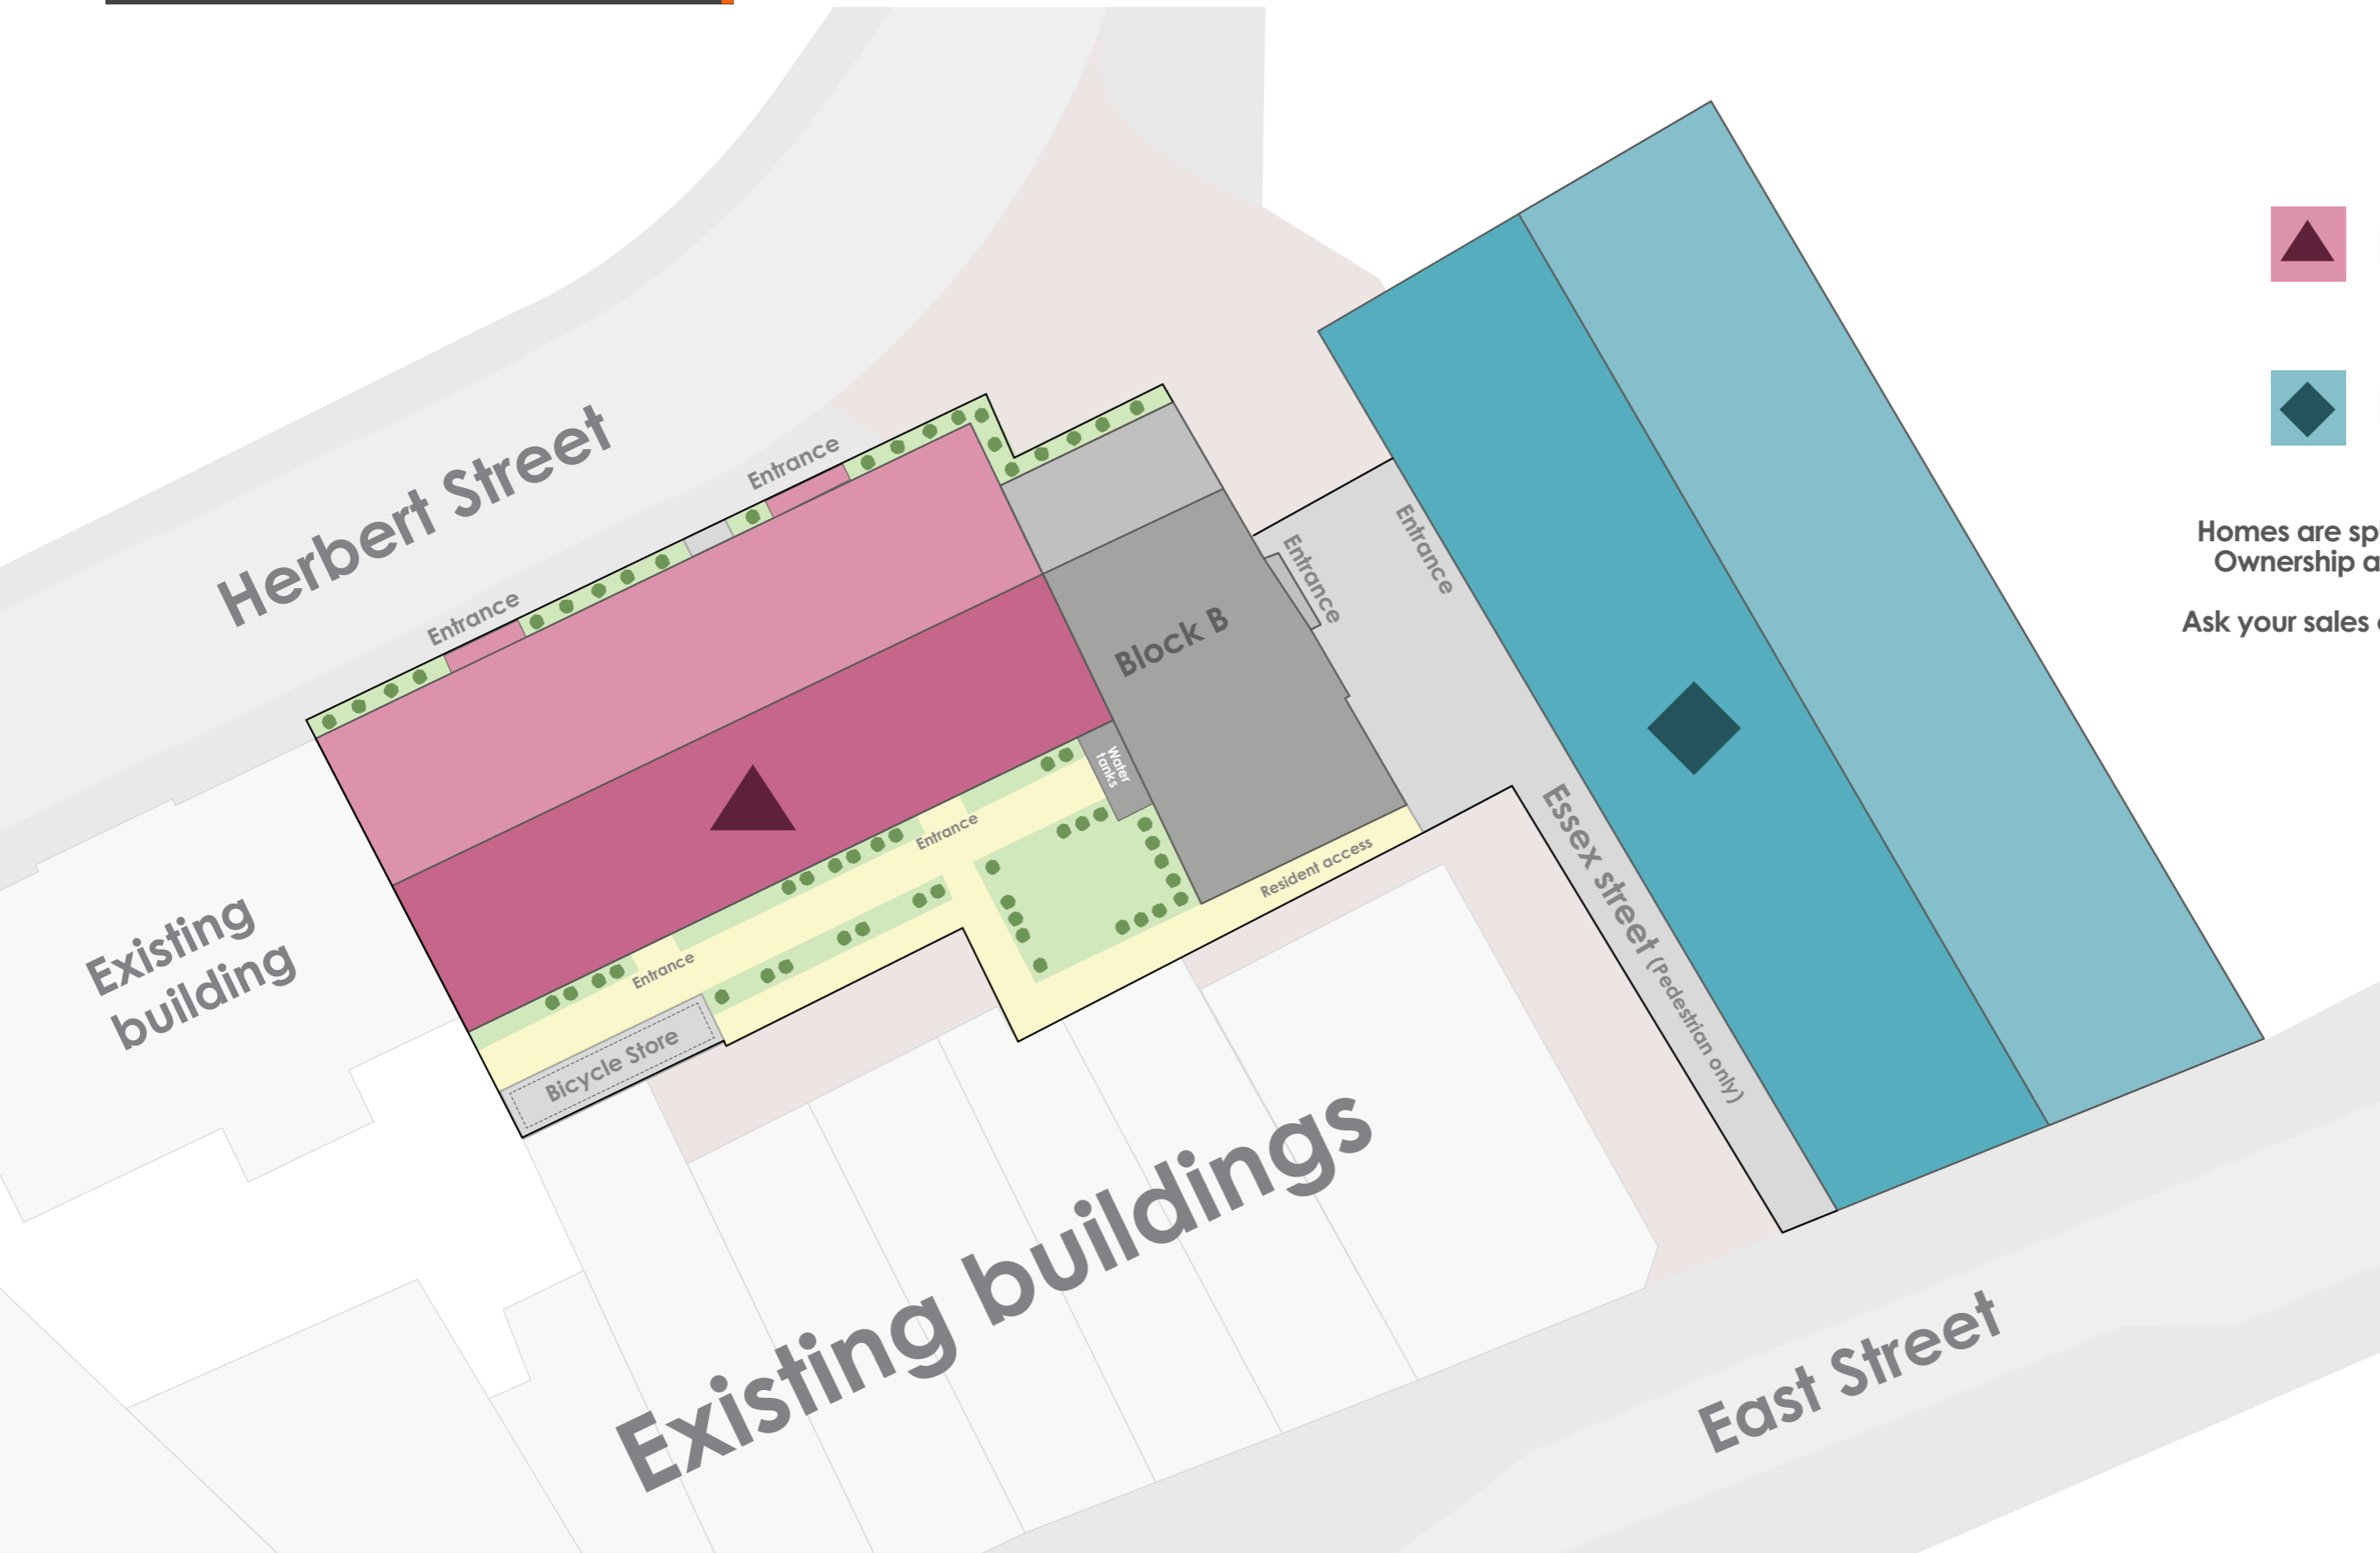 Herbert Street
Entrance
Entrance
Entrance
Entrance
Block B
Water
tanks
Entrance
Entrance
Resident access
Bicycle Store
Essex street (Pedestrian only)
Existing
building
Existing buildings
East Street
Homes are
Ownership
Ask your sales